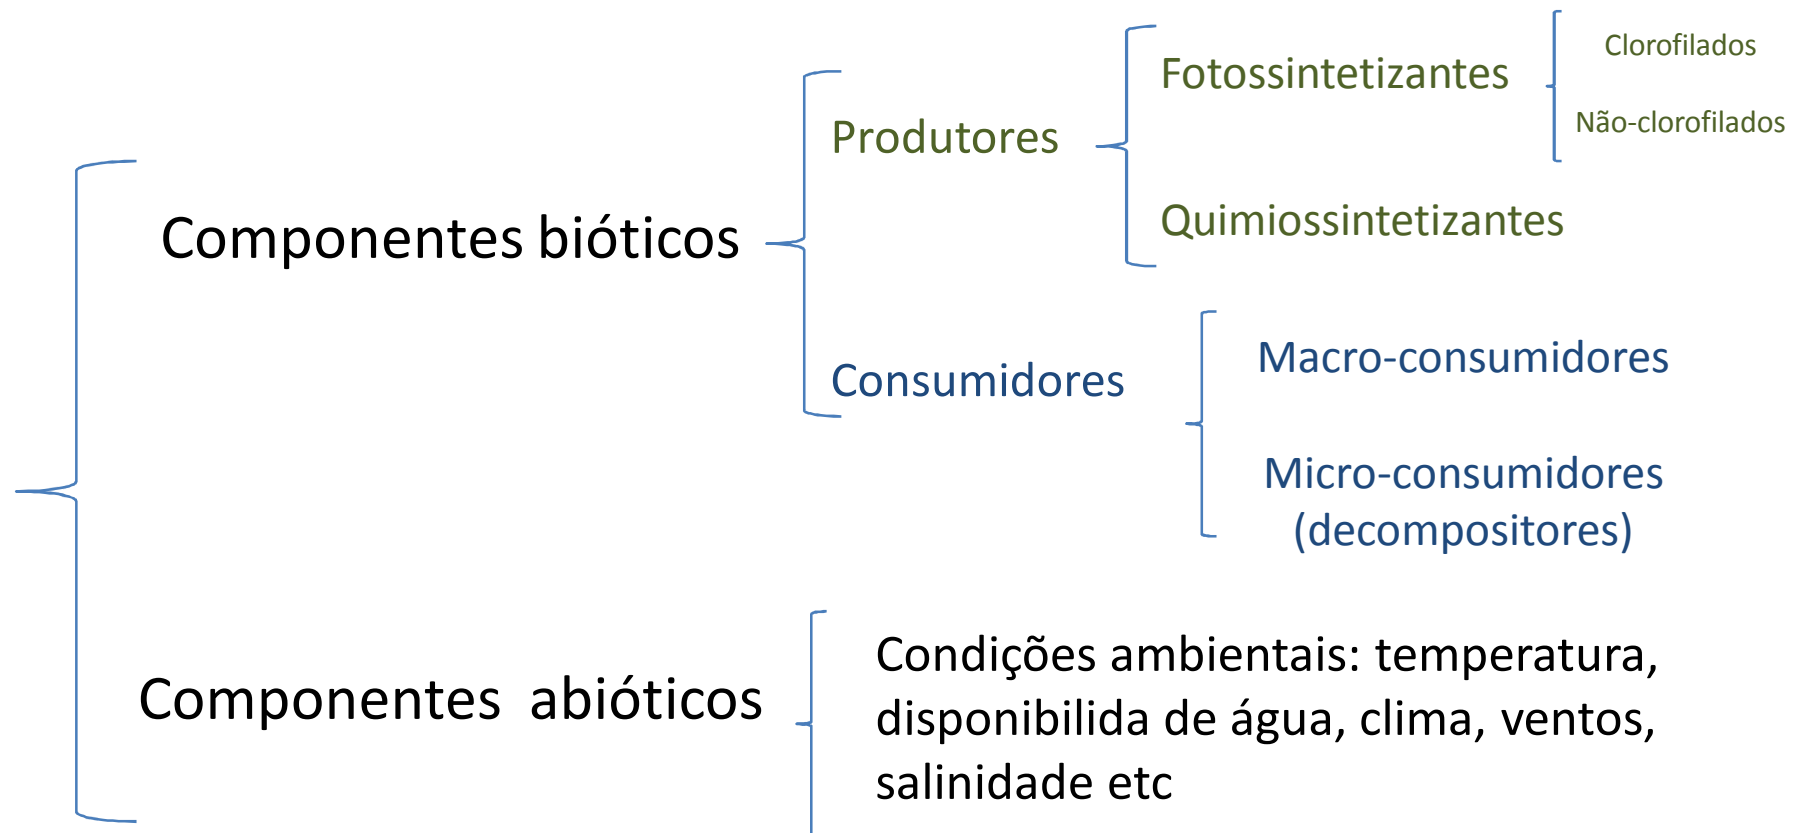 Componentes bióticos
Produtores
Fotossintetizantes
Clorofilados
Não-clorofilados
Quimiossintetizantes
Consumidores
Macro-consumidores
Micro-consumidores
(decompositores)
Componentes  abióticos
Condições ambientais: temperatura,
disponibilida de água, clima, ventos,
salinidade etc